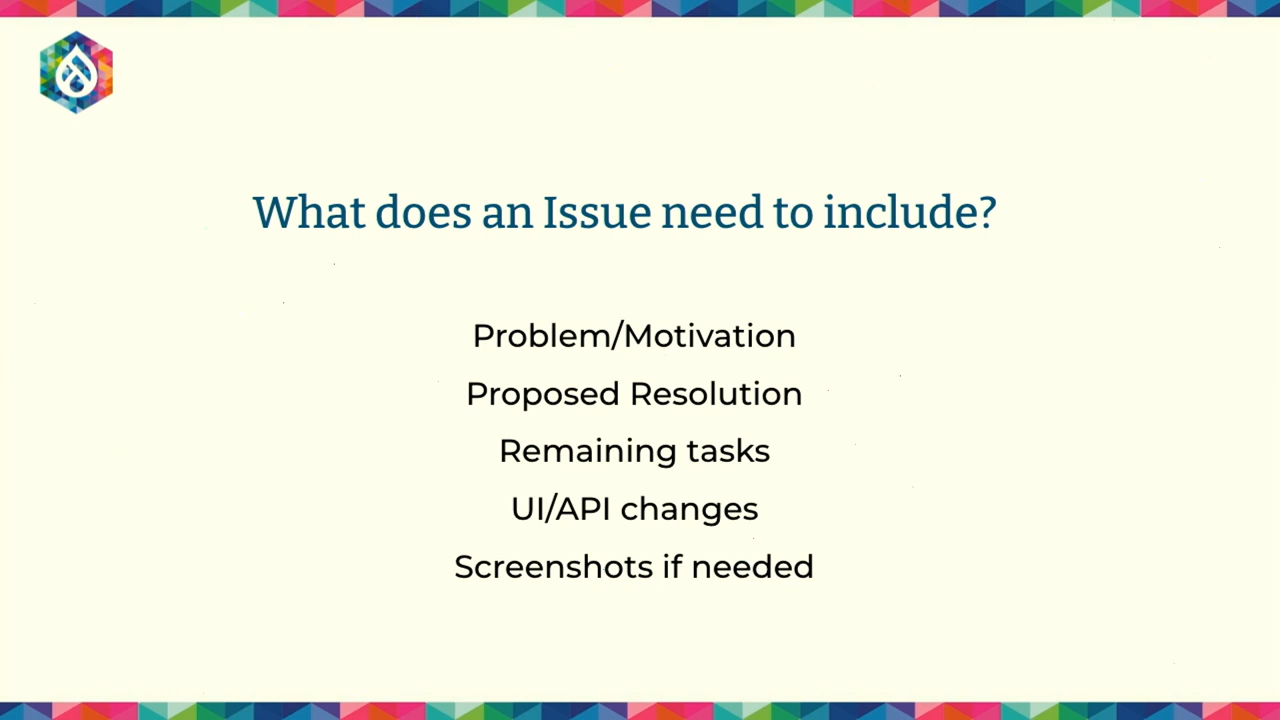 What does an Issue need to include?
Problem/Motivation
Proposed Resolution
Remaining tasks
UI/API changes
Screenshots if needed